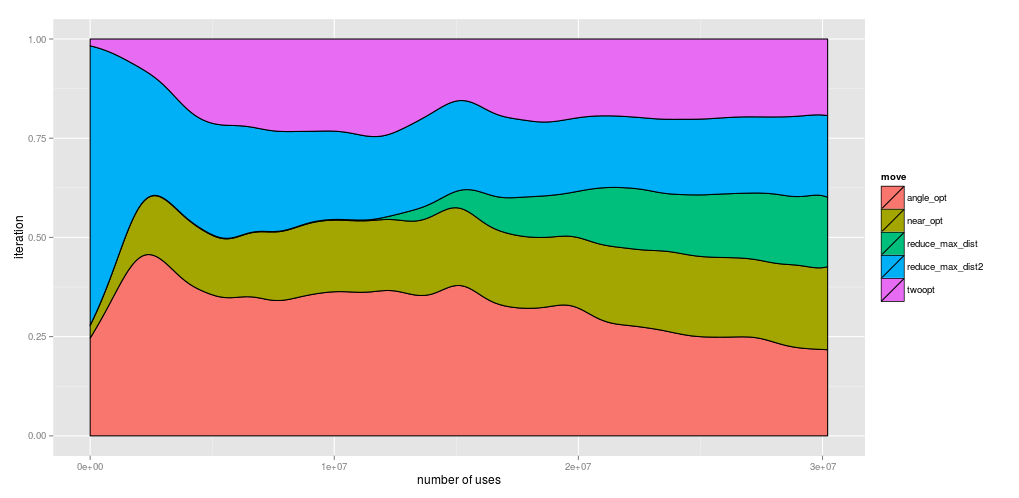 1.00
0.75
0.50
0.25
0.00
iteration
0e+00 1e+07 2e+07 3e+07
number of uses
move
angle_opt
near_opt
reduce_max_dist
reduce_max_dist2
twoopt